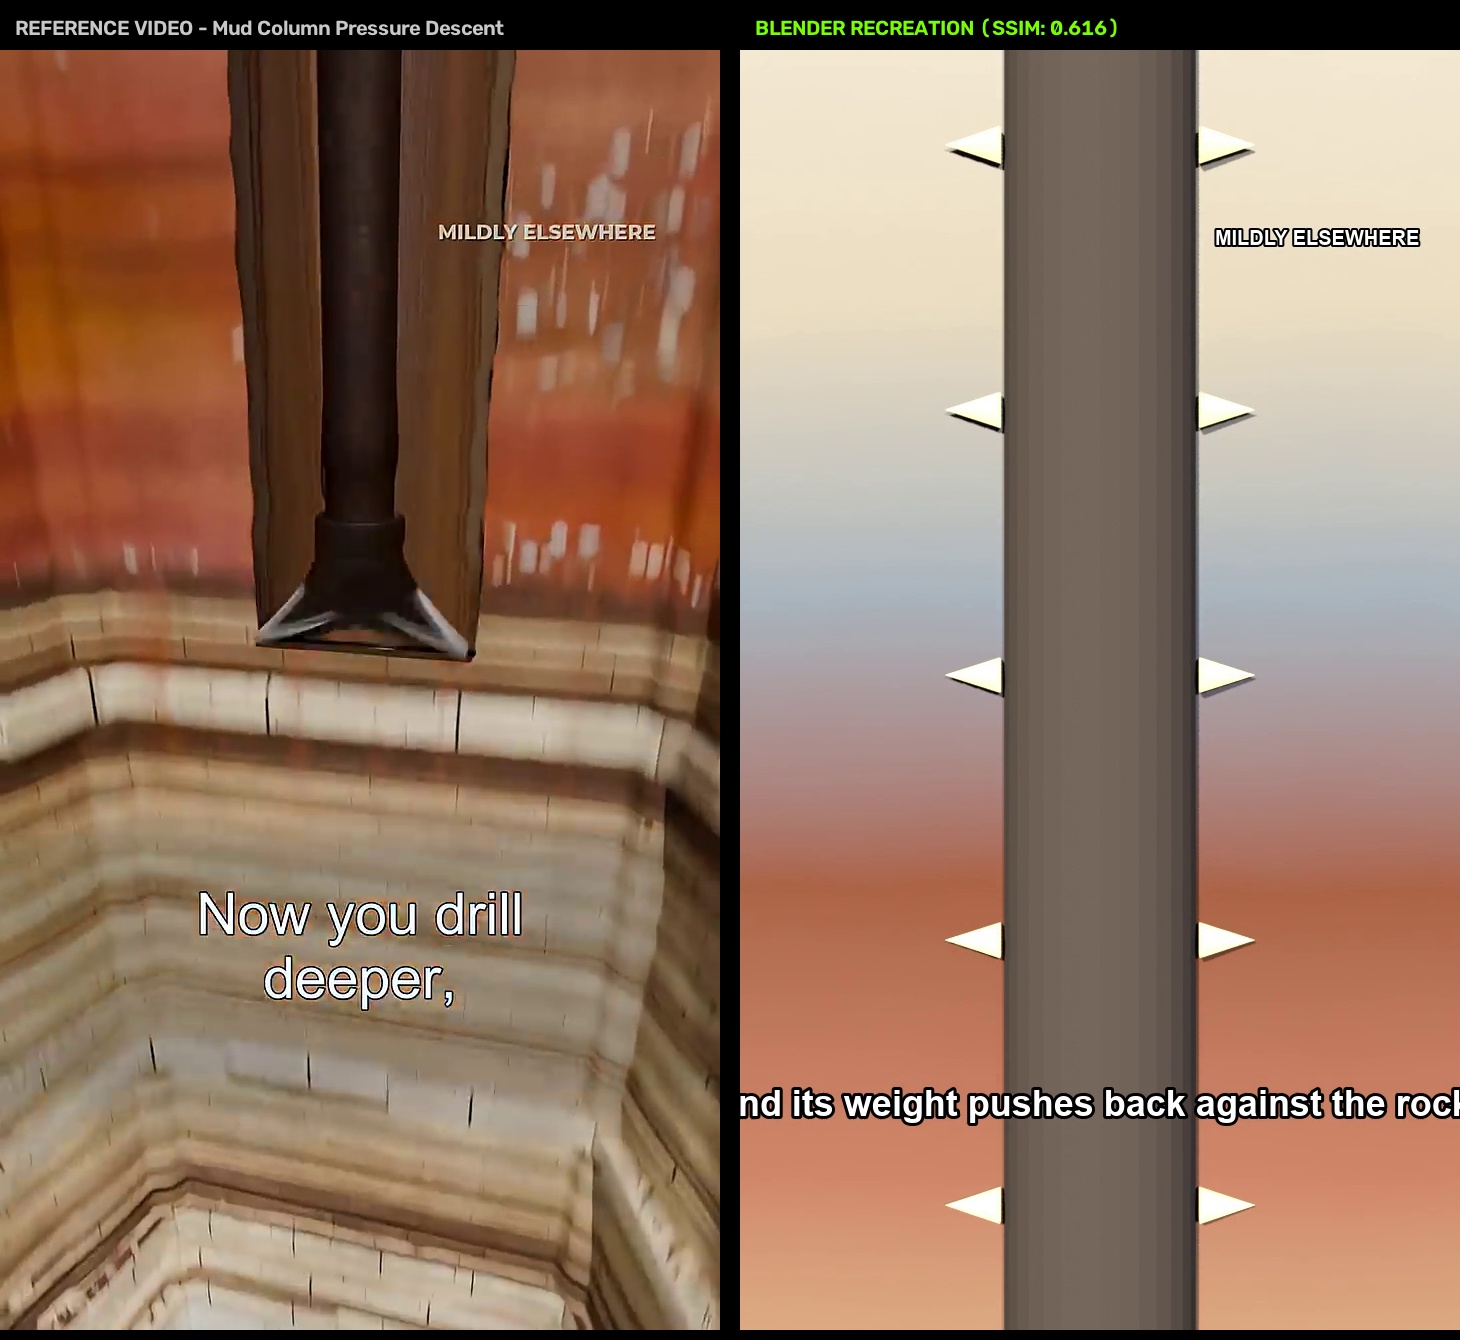 REFERENCE VIDEO - Mud Column Pressure Descent
BLENDER RECREATION (SSIM: 0.616)
MILDLY ELSEWHERE
MILDLY ELSEWHERE
Now you drill
deeper,
nd its weight pushes back against the rock